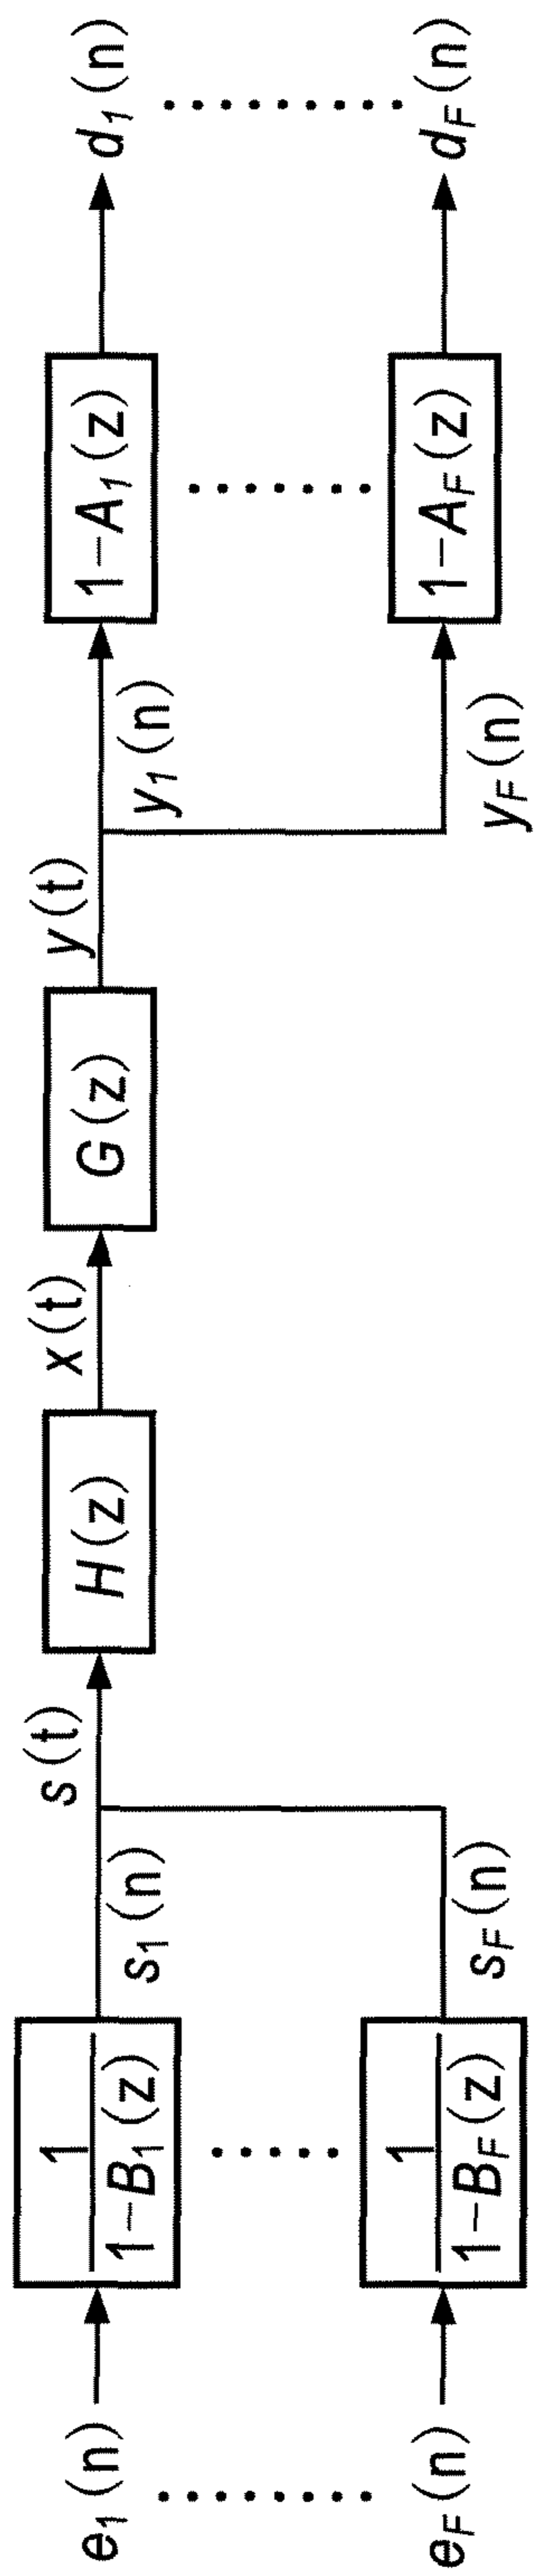 e1(n)
1
1−B1(z)
s1(n)
s(t)
H(z)
x(t)
G(z)
y(t)
y1(n)
1−A1(z)
d1(n)
eF(n)
1
1−BF(z)
sF(n)
yF(n)
1−AF(z)
dF(n)